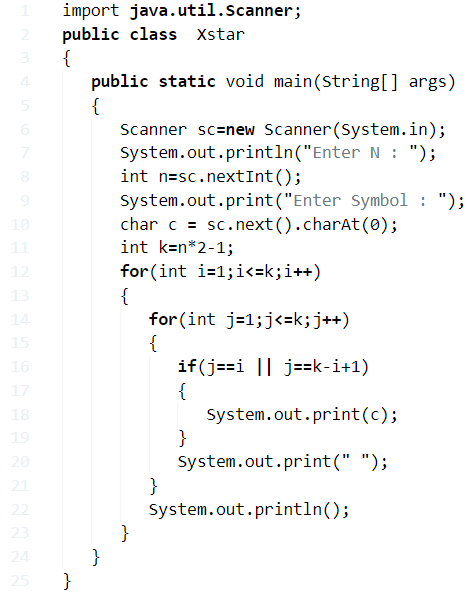 1 import java.util.Scanner;
2 public class  Xstar
3 {
4    public static void main(String[] args)
5    {
6       Scanner sc=new Scanner(System.in);
7       System.out.println("Enter N : ");
8       int n=sc.nextInt();
9       System.out.print("Enter Symbol : ");
10       char c = sc.next().charAt(0);
11       int k=n*2-1;
12       for(int i=1;i<=k;i++)
13       {
14          for(int j=1;j<=k;j++)
15          {
16             if(j==i || j==k-i+1)
17             {
18                System.out.print(c);
19             }
20             System.out.print(" ");
21          }
22          System.out.println();
23       }
24    }
25 }